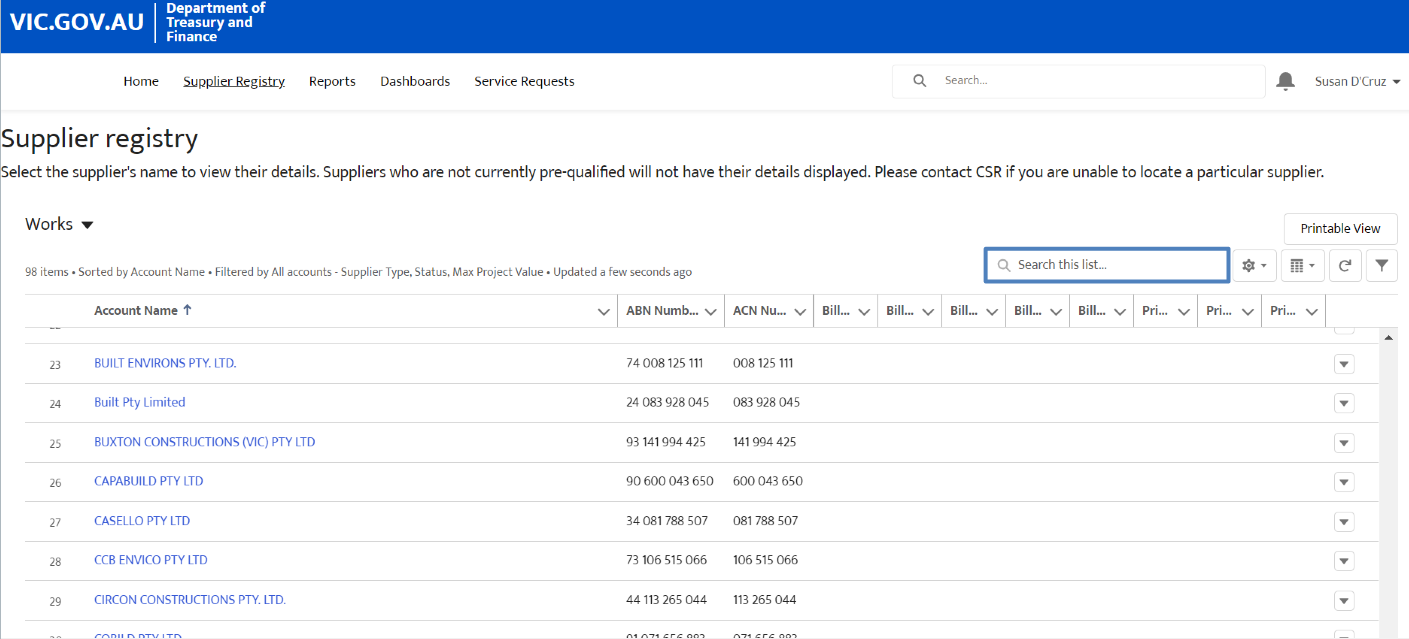 VIC.GOV.AU
Department of
Treasury and
Finance
Home Supplier Registry Reports Dashboards Service Requests Search... Susan D'Cruz
Supplier registry
Select the supplier's name to view their details. Suppliers who are not currently pre-qualified will not have their details displayed. Please contact CSR if you are unable to locate a particular supplier.
Works
Printable View
98 items • Sorted by Account Name • Filtered by All accounts - Supplier Type, Status, Max Project Value • Updated a few seconds ago
Search this list...
Account Name ↑ ABN Numb... ACN Nu... Bill... Bill... Bill... Bill... Bill... Pri... Pri... Pri...
23 BUILT ENVIRONS PTY. LTD. 74 008 125 111 008 125 111
24 Built Pty Limited 24 083 928 045 083 928 045
25 BUXTON CONSTRUCTIONS (VIC) PTY LTD 93 141 994 425 141 994 425
26 CAPABUILD PTY LTD 90 600 043 650 600 043 650
27 CASELLO PTY LTD 34 081 788 507 081 788 507
28 CCB ENVICO PTY LTD 73 106 515 066 106 515 066
29 CIRCON CONSTRUCTIONS PTY. LTD. 44 113 265 044 113 265 044